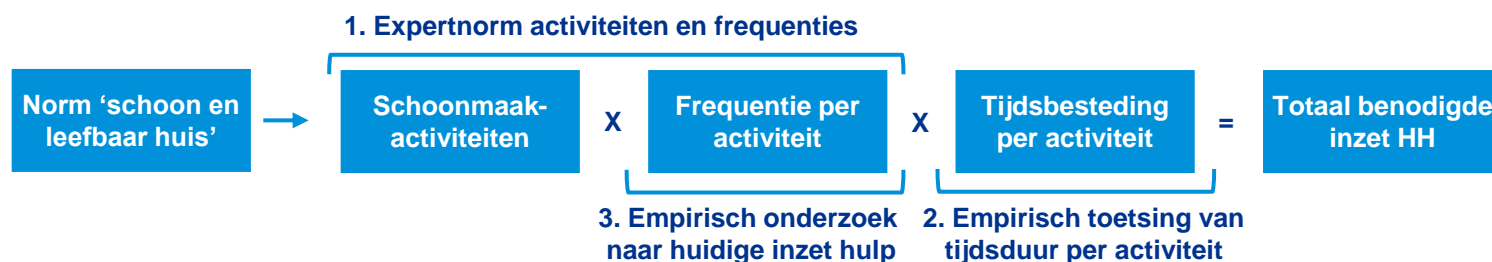 1. Expertnorm activiteiten en frequenties
Norm ‘schoon en
leefbaar huis’
Schoonmaak-
activiteiten
X
Frequentie per
activiteit
X
Tijdsbesteding
per activiteit
=
Totaal benodigde
inzet HH
3. Empirisch onderzoek
naar huidige inzet hulp
2. Empirisch toetsing van
tijdsduur per activiteit